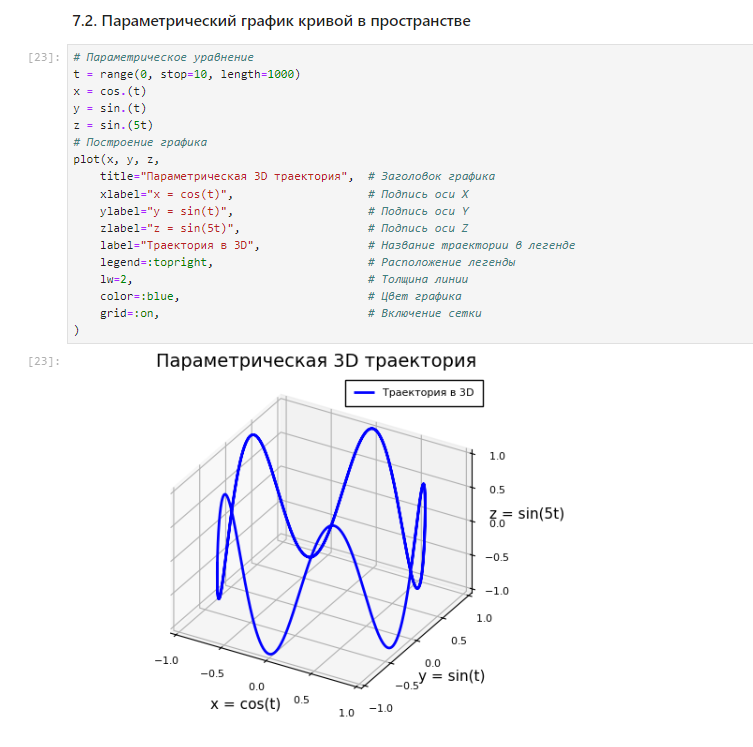 7.2. Параметрический график кривой в пространстве
[23]:
# Параметрическое уравнение
t = range(0, stop=10, length=1000)
x = cos.(t)
y = sin.(t)
z = sin.(5t)
# Построение графика
plot(x, y, z,
    title="Параметрическая 3D траектория",  # Заголовок графика
    xlabel="x = cos(t)",                    # Подпись оси X
    ylabel="y = sin(t)",                    # Подпись оси Y
    zlabel="z = sin(5t)",                   # Подпись оси Z
    label="Траектория в 3D",                # Название траектории в легенде
    legend=:topright,                       # Расположение легенды
    lw=2,                                   # Толщина линии
    color=:blue,                            # Цвет графика
    grid=:on,                               # Включение сетки
)
[23]:
Параметрическая 3D траектория
Траектория в 3D
1.0
0.5
z = sin(5t)
0.0
−0.5
−1.0
1.0
0.5
0.0
−0.5
−1.0
y = sin(t)
−1.0
−0.5
0.0
0.5
1.0
x = cos(t)